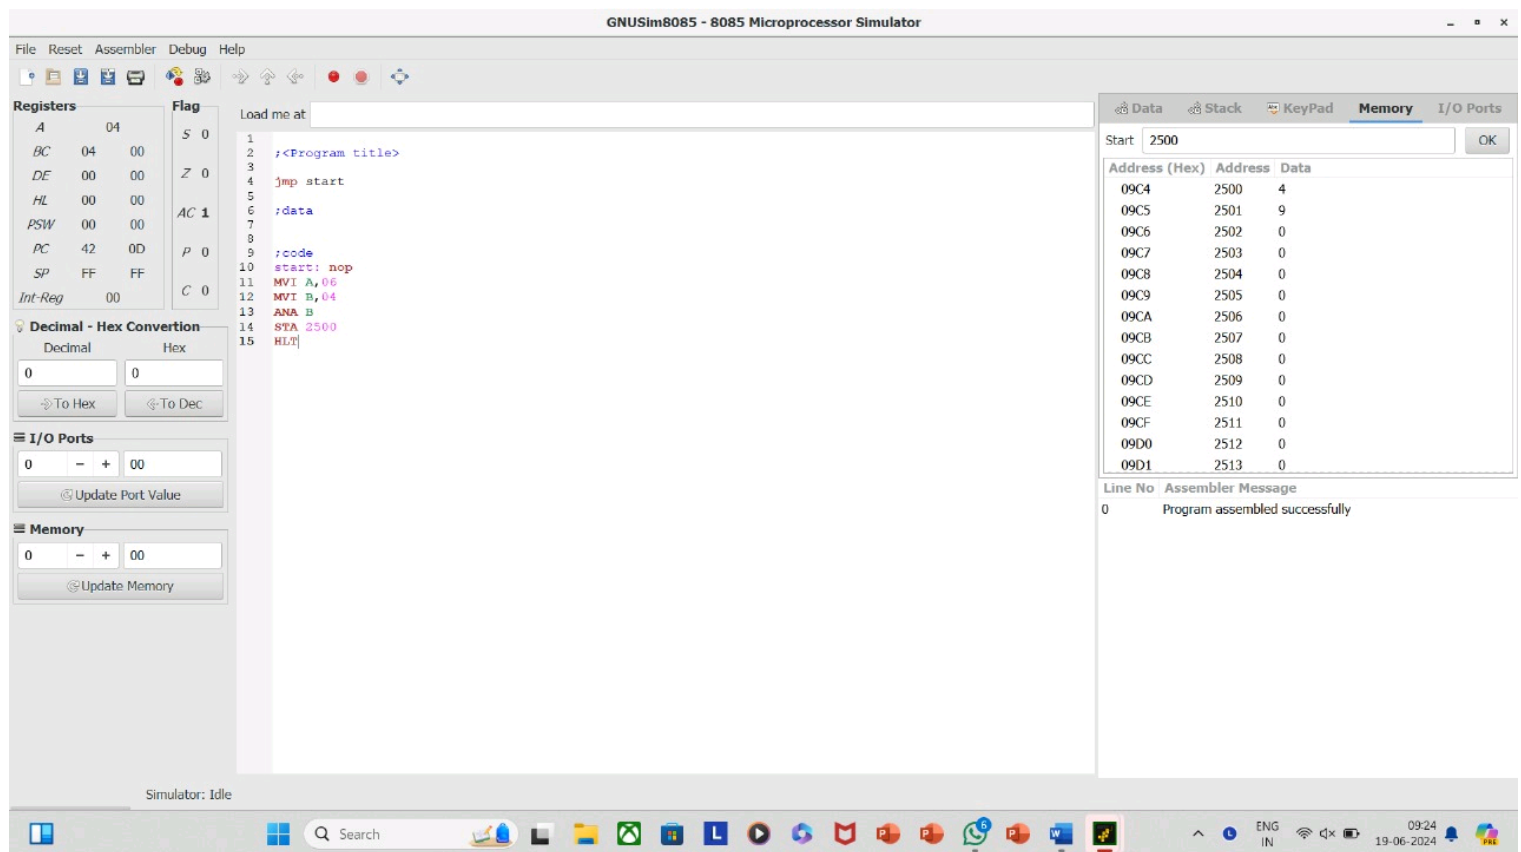 GNUSim8085 - 8085 Microprocessor Simulator
File Reset Assembler Debug Help
Registers
A 04
BC 04 00
DE 00 00
HL 00 00
PSW 00 00
PC 42 0D
SP FF FF
Int-Reg 00
Flag
S 0
Z 0
AC 1
P 0
C 0
Decimal - Hex Convertion
Decimal Hex
0 0
To Hex To Dec
I/O Ports
0 - + 00
Update Port Value
Memory
0 - + 00
Update Memory
Load me at
1
2 ;<Program title>
3
4 jmp start
5
6 ;data
7
8
9 ;code
10 start: nop
11 MVI A,06
12 MVI B,04
13 ANA B
14 STA 2500
15 HLT
Data Stack KeyPad Memory I/O Ports
Start 2500 OK
Address (Hex) Address Data
09C4 2500 4
09C5 2501 9
09C6 2502 0
09C7 2503 0
09C8 2504 0
09C9 2505 0
09CA 2506 0
09CB 2507 0
09CC 2508 0
09CD 2509 0
09CE 2510 0
09CF 2511 0
09D0 2512 0
09D1 2513 0
Line No Assembler Message
0 Program assembled successfully
Simulator: Idle
Search
L
6
ENG
IN
09:24
19-06-2024
PRE